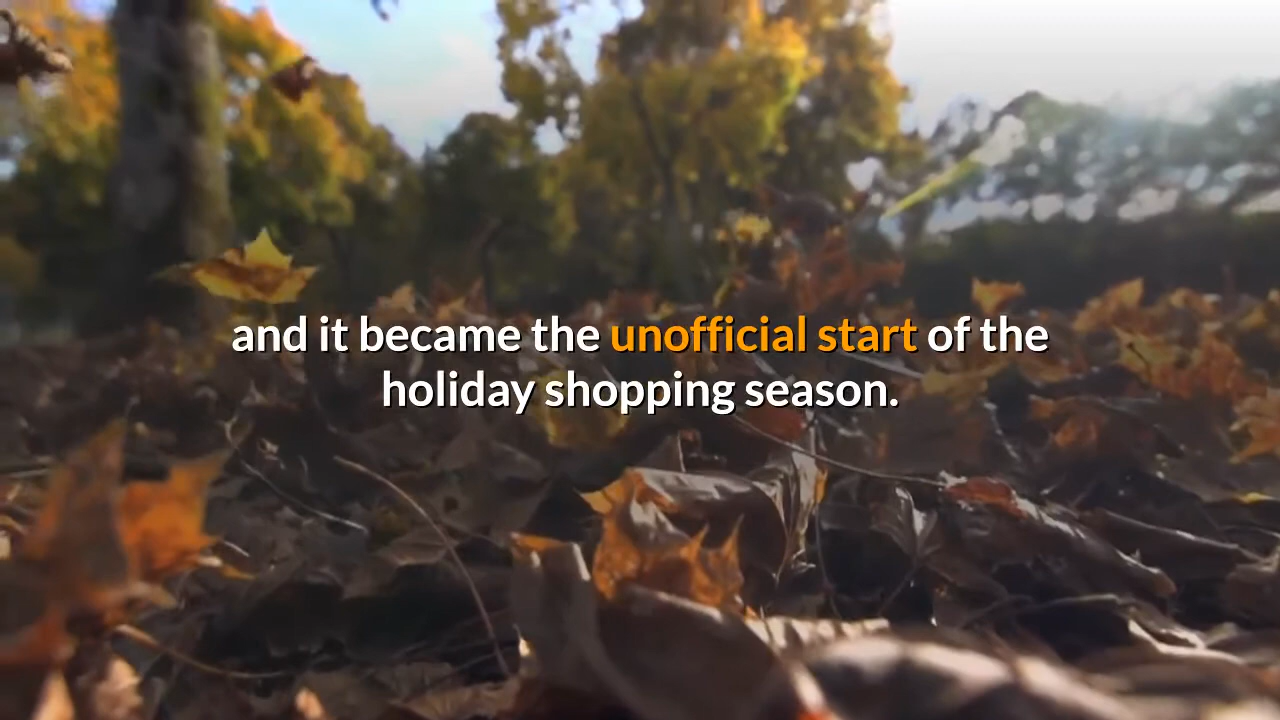 and it became the unofficial start of the
holiday shopping season.